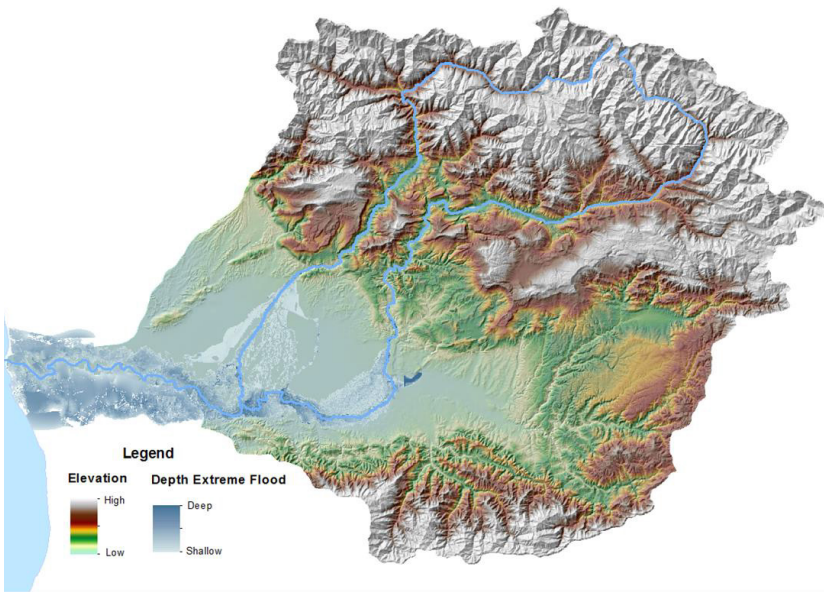 Legend
Elevation
High
Low
Depth Extreme Flood
Deep
Shallow